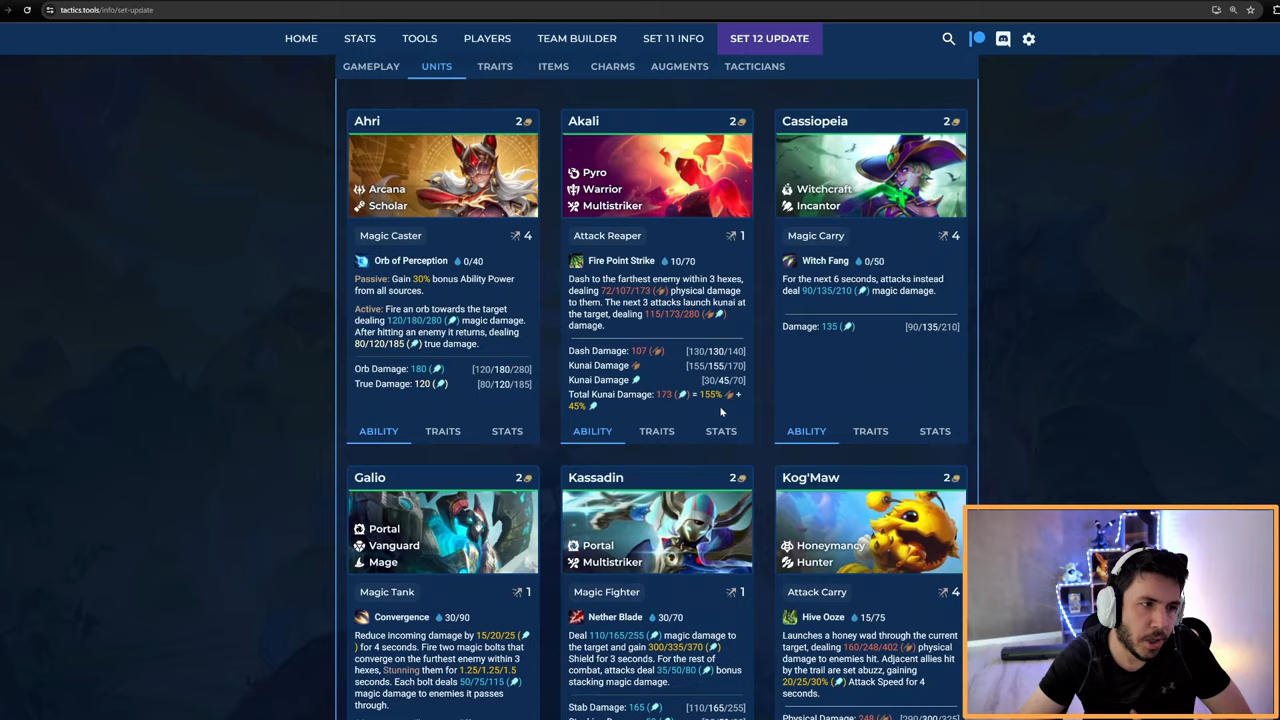 tactics.tools/info/set-update
HOME STATS TOOLS PLAYERS TEAM BUILDER SET 11 INFO SET 12 UPDATE
GAMEPLAY UNITS TRAITS ITEMS CHARMS AUGMENTS TACTICIANS
Ahri 2
Arcana
Scholar
Magic Caster 4
Orb of Perception 0/40
Passive: Gain 30% bonus Ability Power
from all sources.
Active: Fire an orb towards the target
dealing 120/180/280 ( ) magic damage.
After hitting an enemy it returns, dealing
80/120/185 ( ) true damage.
Orb Damage: 180 ( ) [120/180/280]
True Damage: 120 ( ) [80/120/185]
ABILITY TRAITS STATS
Akali 2
Pyro
Warrior
Multistriker
Attack Reaper 1
Fire Point Strike 10/70
Dash to the farthest enemy within 3 hexes,
dealing 72/107/173 ( ) physical damage
to them. The next 3 attacks launch kunai at
the target, dealing 115/173/280 ( )
damage.
Dash Damage: 107 ( ) [130/130/140]
Kunai Damage [155/155/170]
Kunai Damage [30/45/70]
Total Kunai Damage: 173 ( ) = 155% +
45%
ABILITY TRAITS STATS
Cassiopeia 2
Witchcraft
Incantor
Magic Carry 4
Witch Fang 0/50
For the next 6 seconds, attacks instead
deal 90/135/210 ( ) magic damage.
Damage: 135 ( ) [90/135/210]
ABILITY TRAITS STATS
Galio 2
Portal
Vanguard
Mage
Magic Tank 1
Convergence 30/90
Reduce incoming damage by 15/20/25 (
) for 4 seconds. Fire two magic bolts that
converge on the furthest enemy within 3
hexes, Stunning them for 1.25/1.25/1.5
seconds. Each bolt deals 50/75/115 ( )
magic damage to enemies it passes
through.
Kassadin 2
Portal
Multistriker
Magic Fighter 1
Nether Blade 30/70
Deal 110/165/255 ( ) magic damage to
the target and gain 300/335/370 ( )
Shield for 3 seconds. For the rest of
combat, attacks deal 35/50/80 ( ) bonus
stacking magic damage.
Stab Damage: 165 ( ) [110/165/255]
Kog'Maw 2
Honeymancy
Hunter
Attack Carry 4
Hive Ooze 15/75
Launches a honey wad through the current
target, dealing 160/248/402 ( ) physical
damage to enemies hit. Adjacent allies hit
by the trail are set abuzz, gaining
20/25/30% ( ) Attack Speed for 4
seconds.
Physical Damage: 248 ( ) [290/300/325]